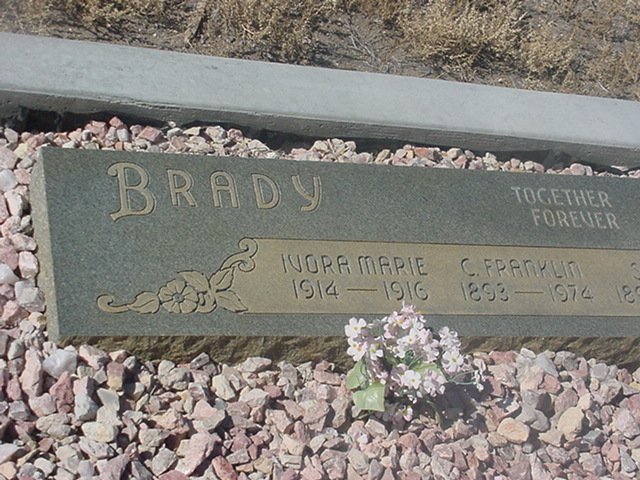 BRADY
TOGETHER
FOREVER
IVORA MARIE C. FRANKLIN
1914 — 1916 1893 — 1974